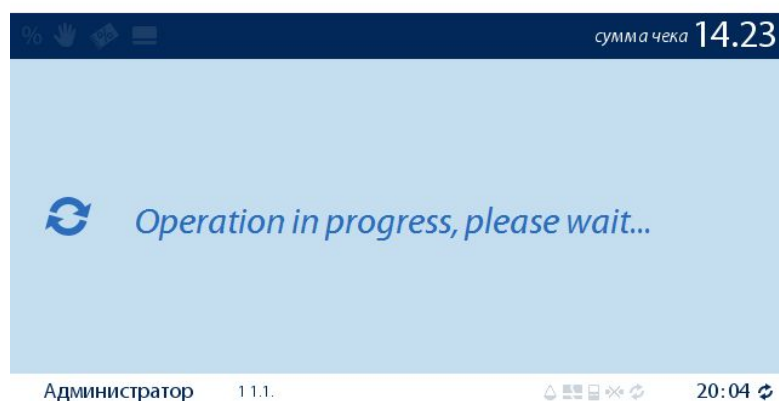 % % сумма чека 14.23
Operation in progress, please wait...
Администратор 1 1.1. 20:04